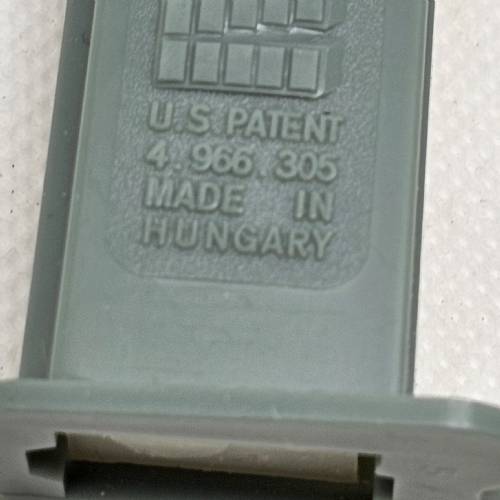 U.S. PATENT
4.966.305
MADE IN
HUNGARY